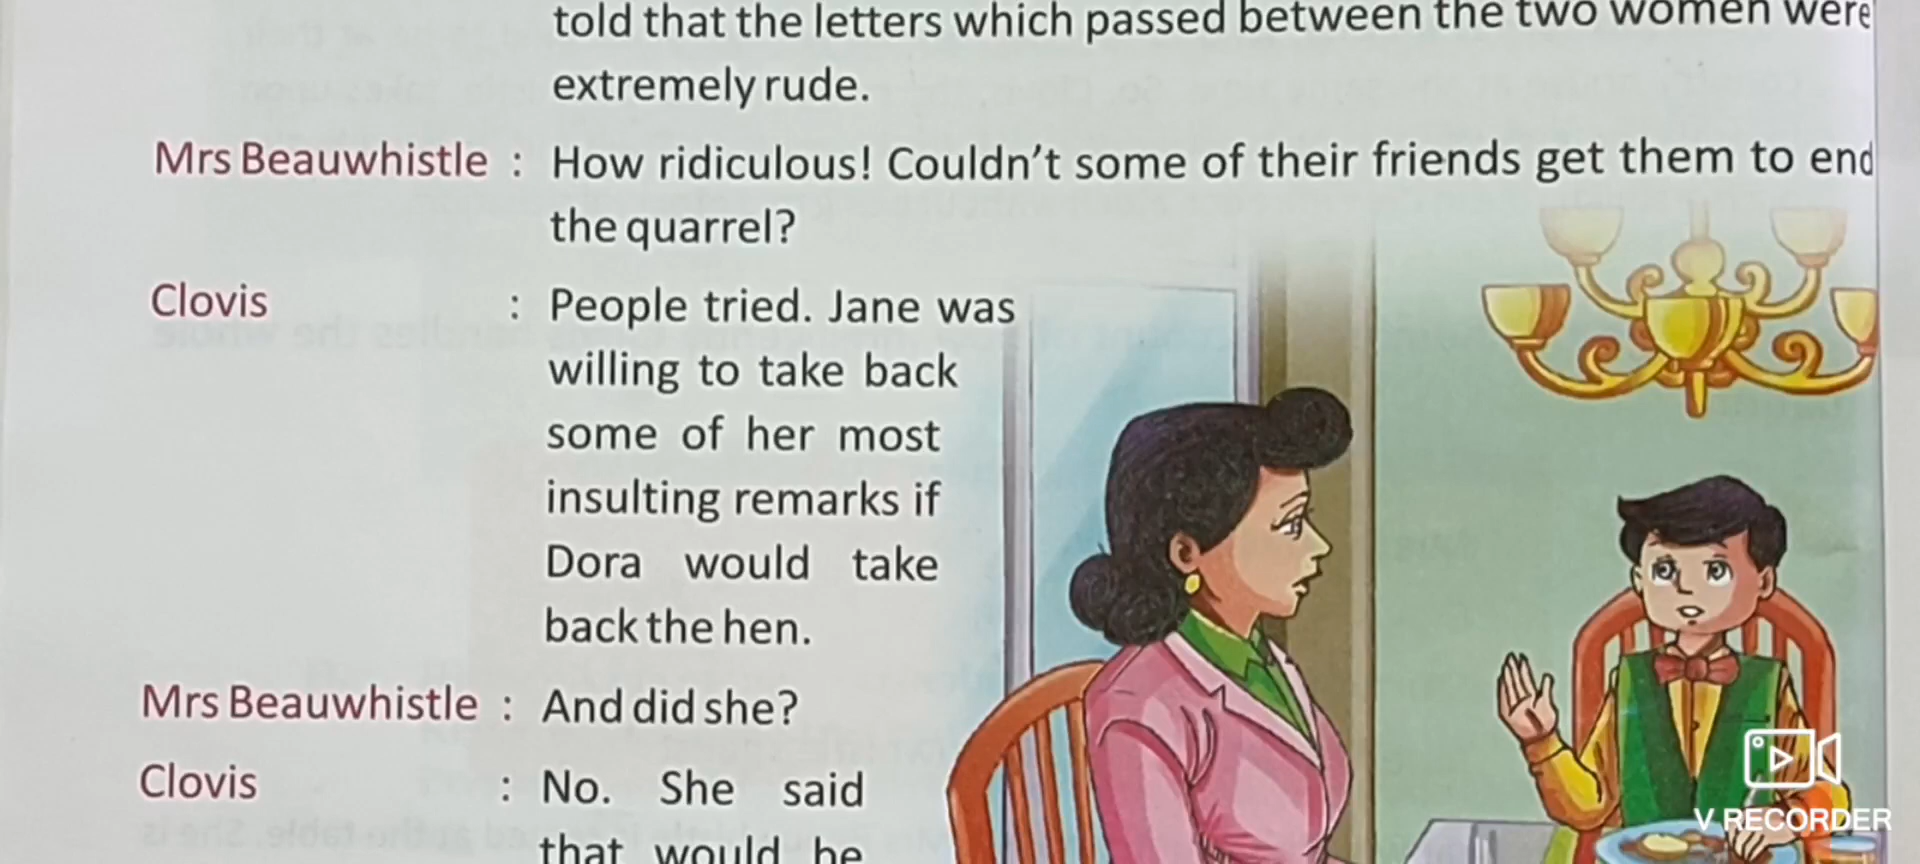 told that the letters which passed between the two women were
extremely rude.
Mrs Beauwhistle : How ridiculous! Couldn't some of their friends get them to end
the quarrel?
Clovis : People tried. Jane was
willing to take back
some of her most
insulting remarks if
Dora would take
back the hen.
Mrs Beauwhistle : And did she?
Clovis : No. She said
that would be
V RECORDER